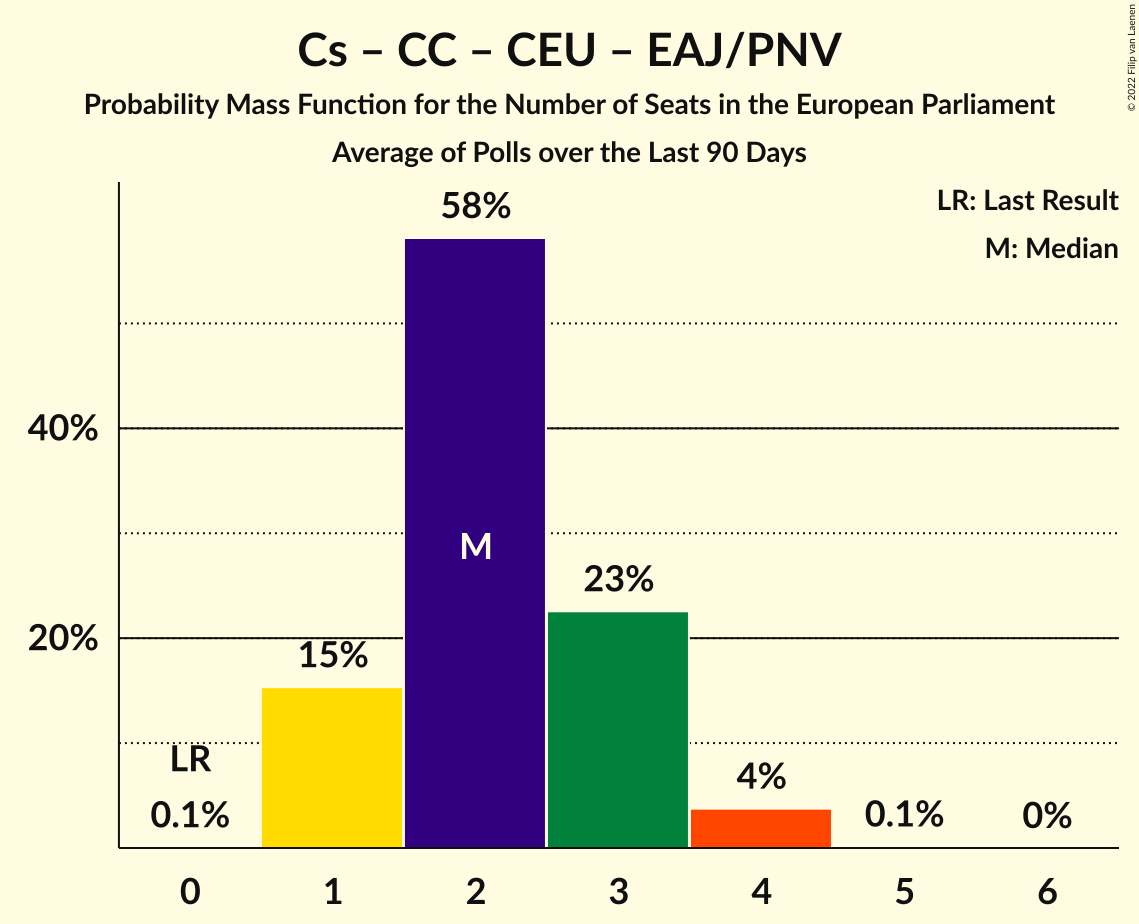 Cs – CC – CEU – EAJ/PNV
Probability Mass Function for the Number of Seats in the European Parliament
Average of Polls over the Last 90 Days
© 2022 Filip van Laenen
LR: Last Result
M: Median
58%
40%
M
23%
20%
15%
LR
0.1%
4%
0.1%
0%
0 1 2 3 4 5 6